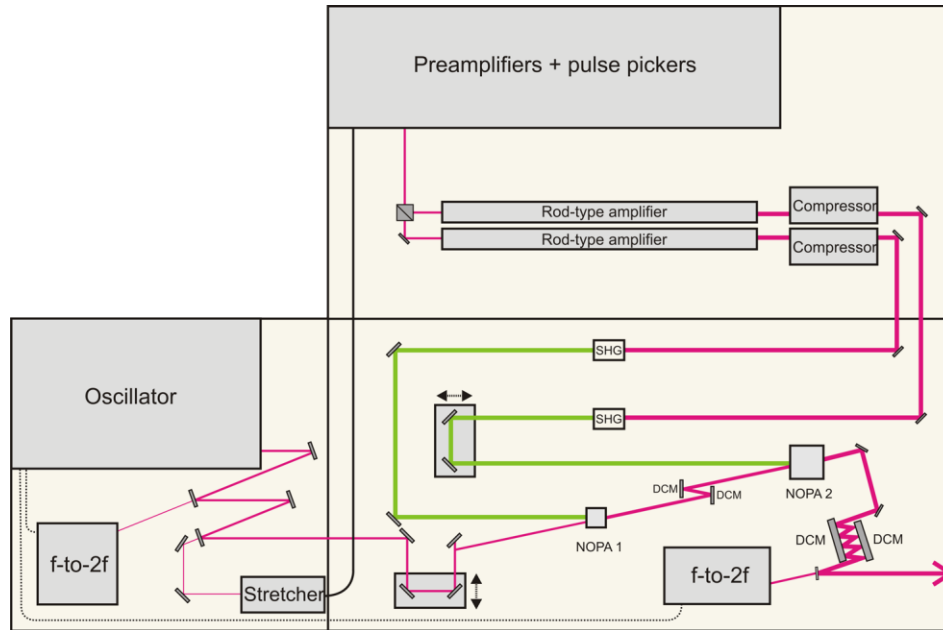 Preamplifiers + pulse pickers
Rod-type amplifier
Compressor
Rod-type amplifier
Compressor
Oscillator
SHG
SHG
DCM
DCM
NOPA 2
NOPA 1
DCM
DCM
f-to-2f
f-to-2f
Stretcher